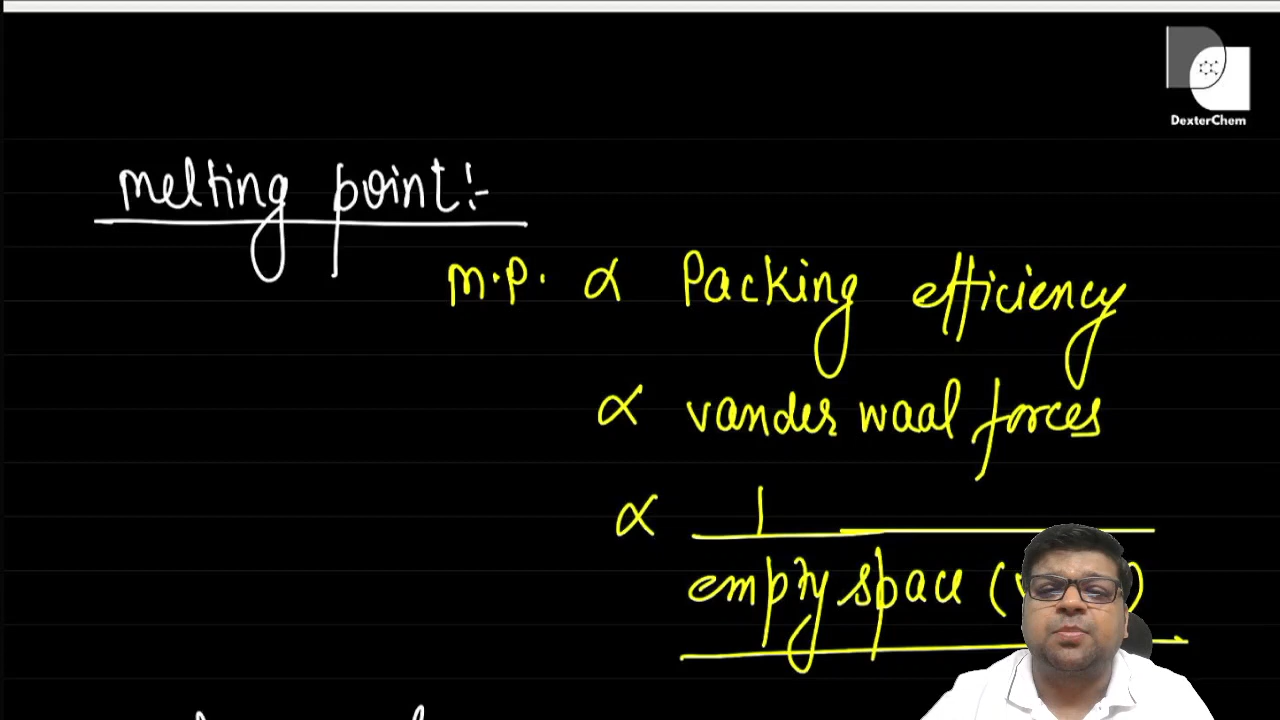 DexterChem
melting point:-
m.p. ∝ Packing efficiency
∝ vander waal forces
∝ 1
empty space (